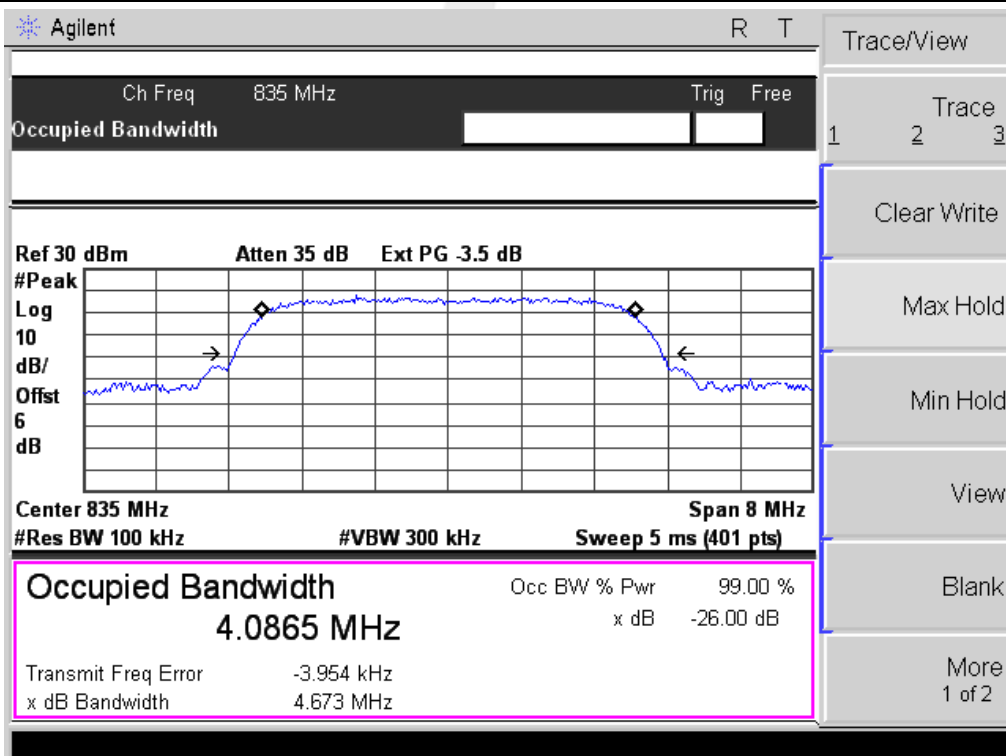 Agilent R T
Ch Freq 835 MHz Trig Free
Occupied Bandwidth
Ref 30 dBm Atten 35 dB Ext PG -3.5 dB
#Peak
Log
10
dB/
Offst
6
dB
Center 835 MHz Span 8 MHz
#Res BW 100 kHz #VBW 300 kHz Sweep 5 ms (401 pts)
Occupied Bandwidth Occ BW % Pwr 99.00 %
4.0865 MHz x dB -26.00 dB
Transmit Freq Error -3.954 kHz
x dB Bandwidth 4.673 MHz
Trace/View
Trace
1 2 3
Clear Write
Max Hold
Min Hold
View
Blank
More
1 of 2